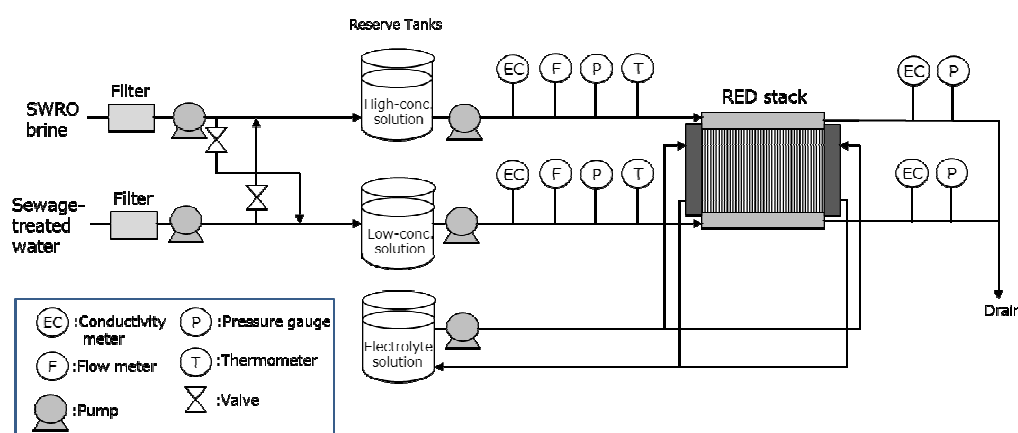 Reserve Tanks
SWRO
brine
Filter
High-conc.
solution
EC
F
P
T
RED stack
EC
P
Sewage-
treated
water
Filter
Low-conc.
solution
EC
F
P
T
EC
P
Electrolyte
solution
Drair
EC :Conductivity
meter
P :Pressure gauge
F :Flow meter
T :Thermometer
:Pump
:Valve